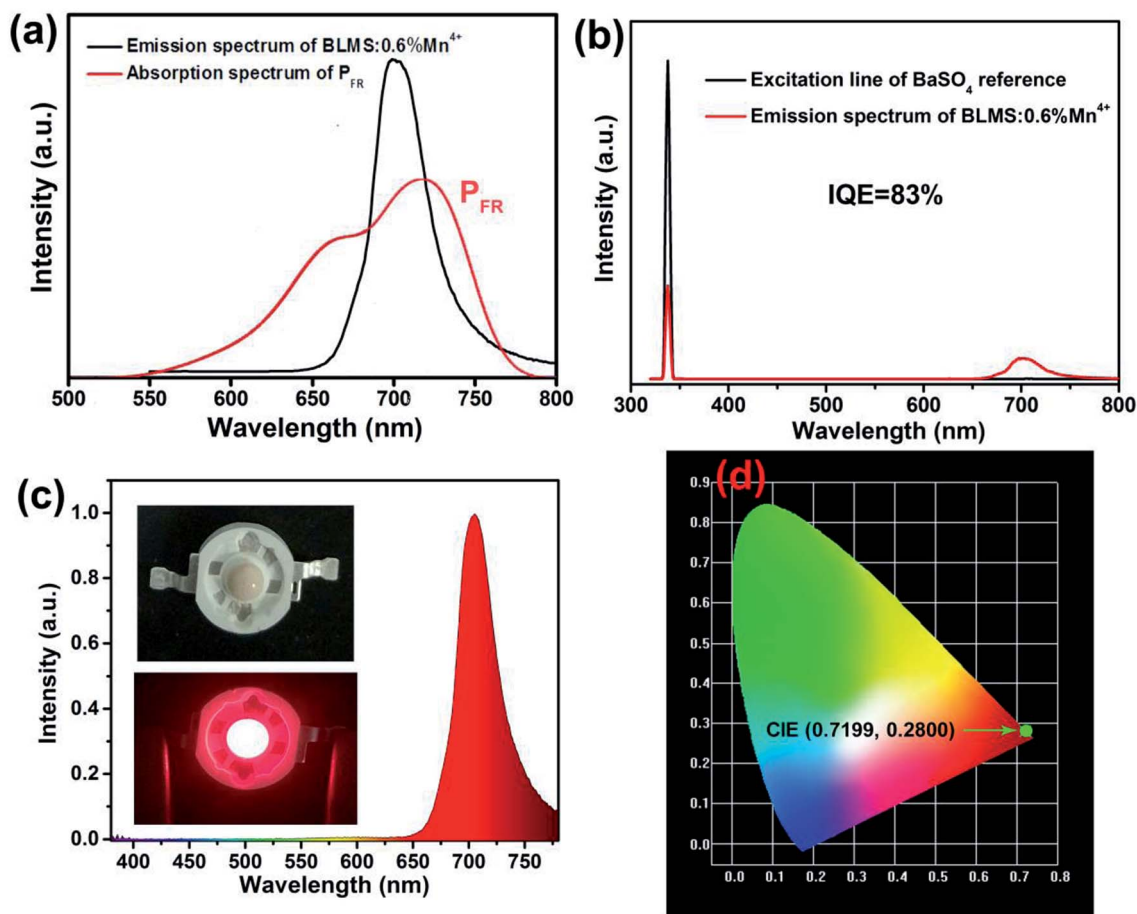 (a)
Emission spectrum of BLMS:0.6%Mn⁴⁺
Absorption spectrum of P_FR
P_FR
Intensity (a.u.)
500 550 600 650 700 750 800
Wavelength (nm)
(b)
Excitation line of BaSO₄ reference
Emission spectrum of BLMS:0.6%Mn⁴⁺
IQE=83%
Intensity (a.u.)
300 400 500 600 700 800
Wavelength (nm)
(c)
1.0
0.8
0.6
0.4
0.2
0.0
Intensity (a.u.)
400 450 500 550 600 650 700 750
Wavelength (nm)
(d)
0.9
0.8
0.7
0.6
0.5
0.4
0.3
0.2
0.1
0.0
CIE (0.7199, 0.2800)
0.0 0.1 0.2 0.3 0.4 0.5 0.6 0.7 0.8